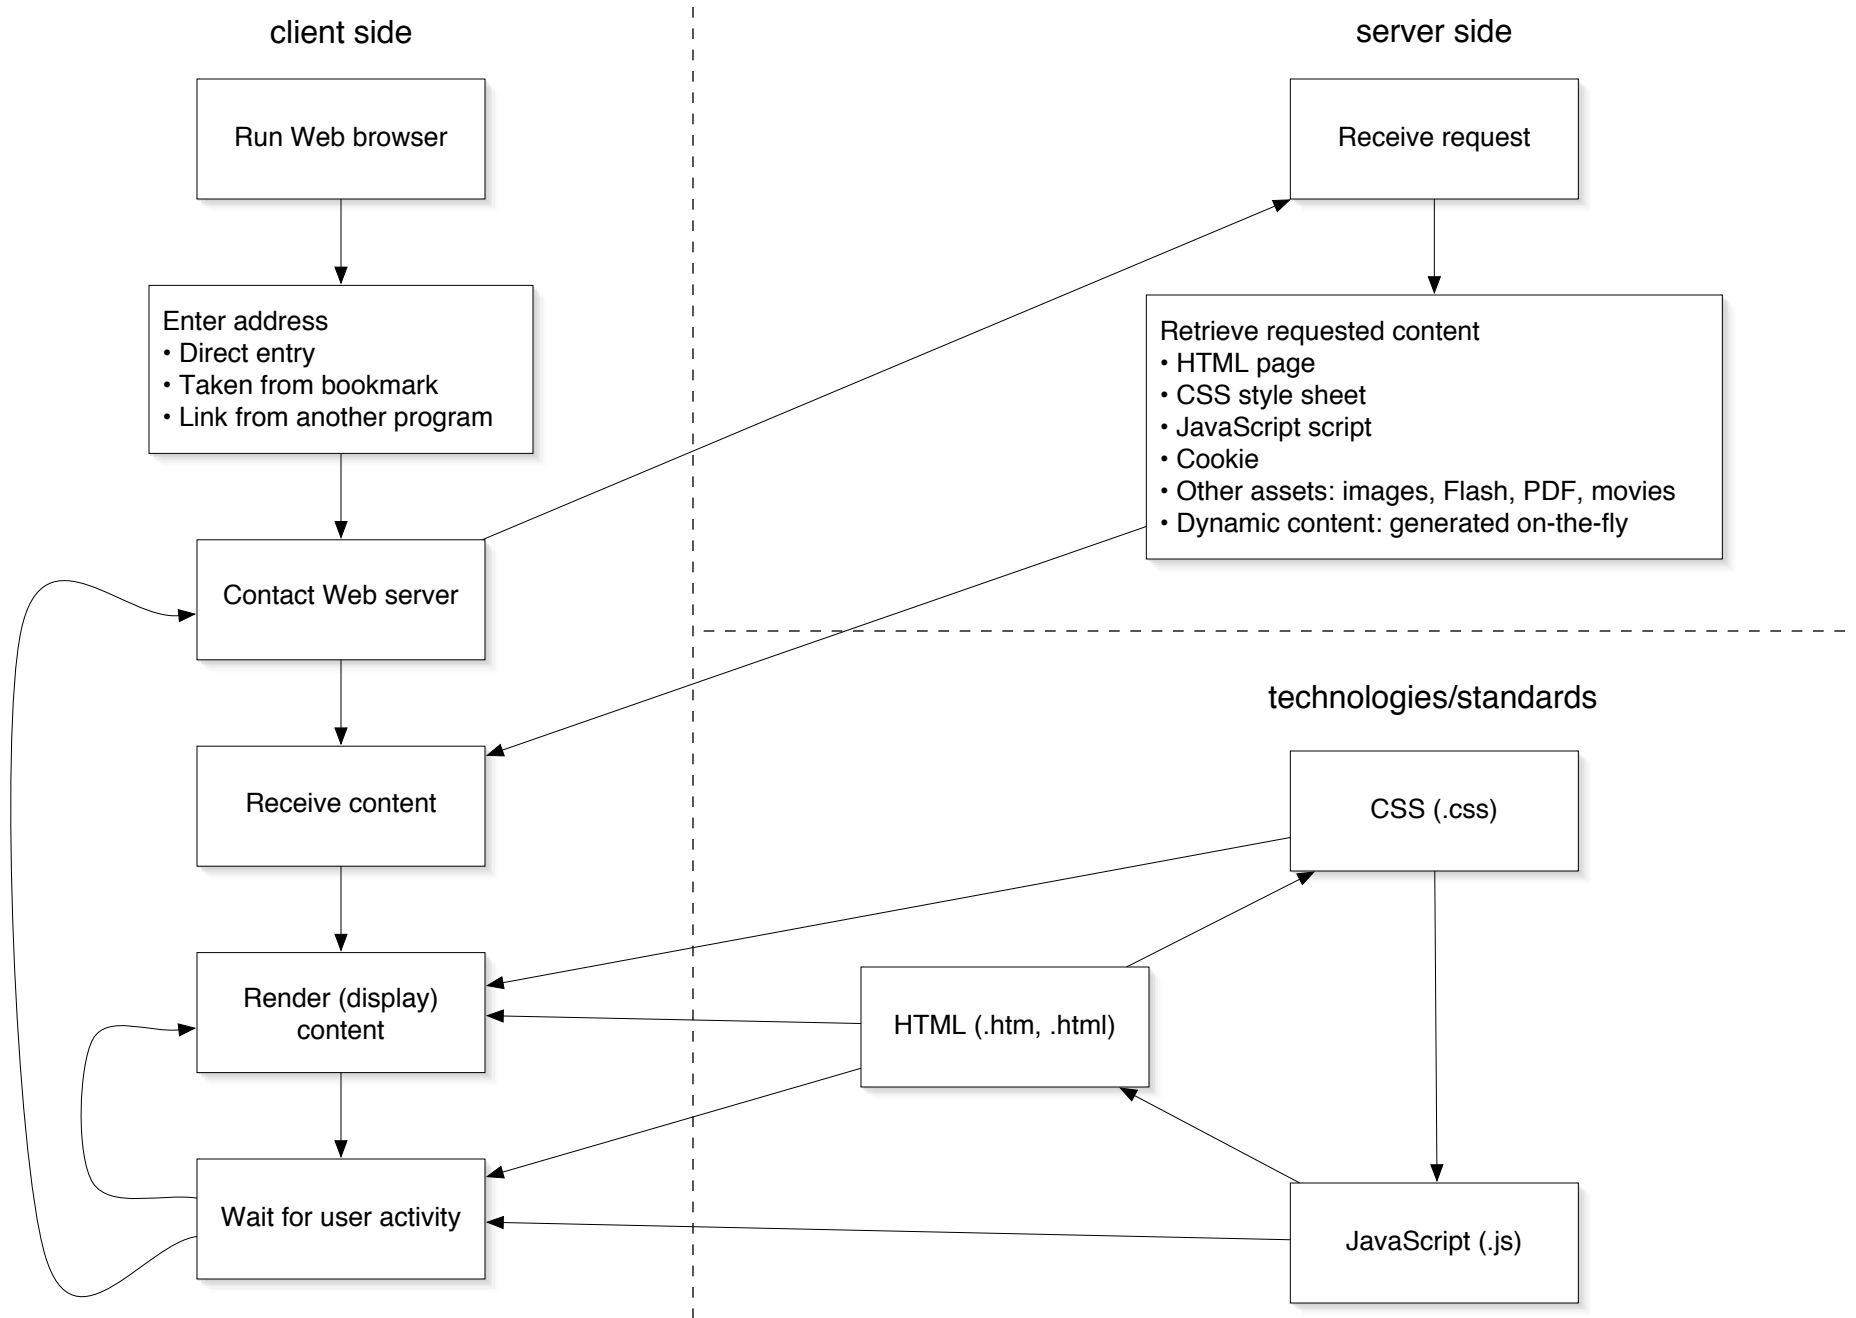 client side
Run Web browser
Enter address
• Direct entry
• Taken from bookmark
• Link from another program
Contact Web server
Receive content
Render (display)
content
Wait for user activity
server side
Receive request
Retrieve requested content
• HTML page
• CSS style sheet
• JavaScript script
• Cookie
• Other assets: images, Flash, PDF, movies
• Dynamic content: generated on-the-fly
technologies/standards
CSS (.css)
HTML (.htm, .html)
JavaScript (.js)